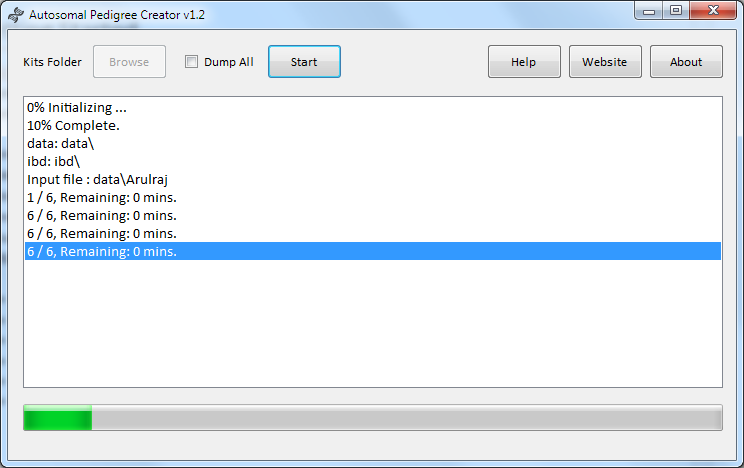 Autosomal Pedigree Creator v1.2
Kits Folder Browse Dump All Start Help Website About
0% Initializing ...
10% Complete.
data: data\
ibd: ibd\
Input file : data\Arulraj
1 / 6, Remaining: 0 mins.
6 / 6, Remaining: 0 mins.
6 / 6, Remaining: 0 mins.
6 / 6, Remaining: 0 mins.